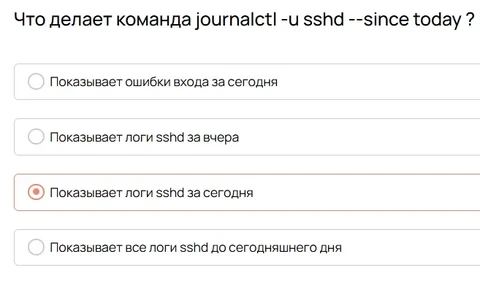 Что делает команда journalctl -u sshd --since today ?
Показывает ошибки входа за сегодня
Показывает логи sshd за вчера
Показывает логи sshd за сегодня
Показывает все логи sshd до сегодняшнего дня